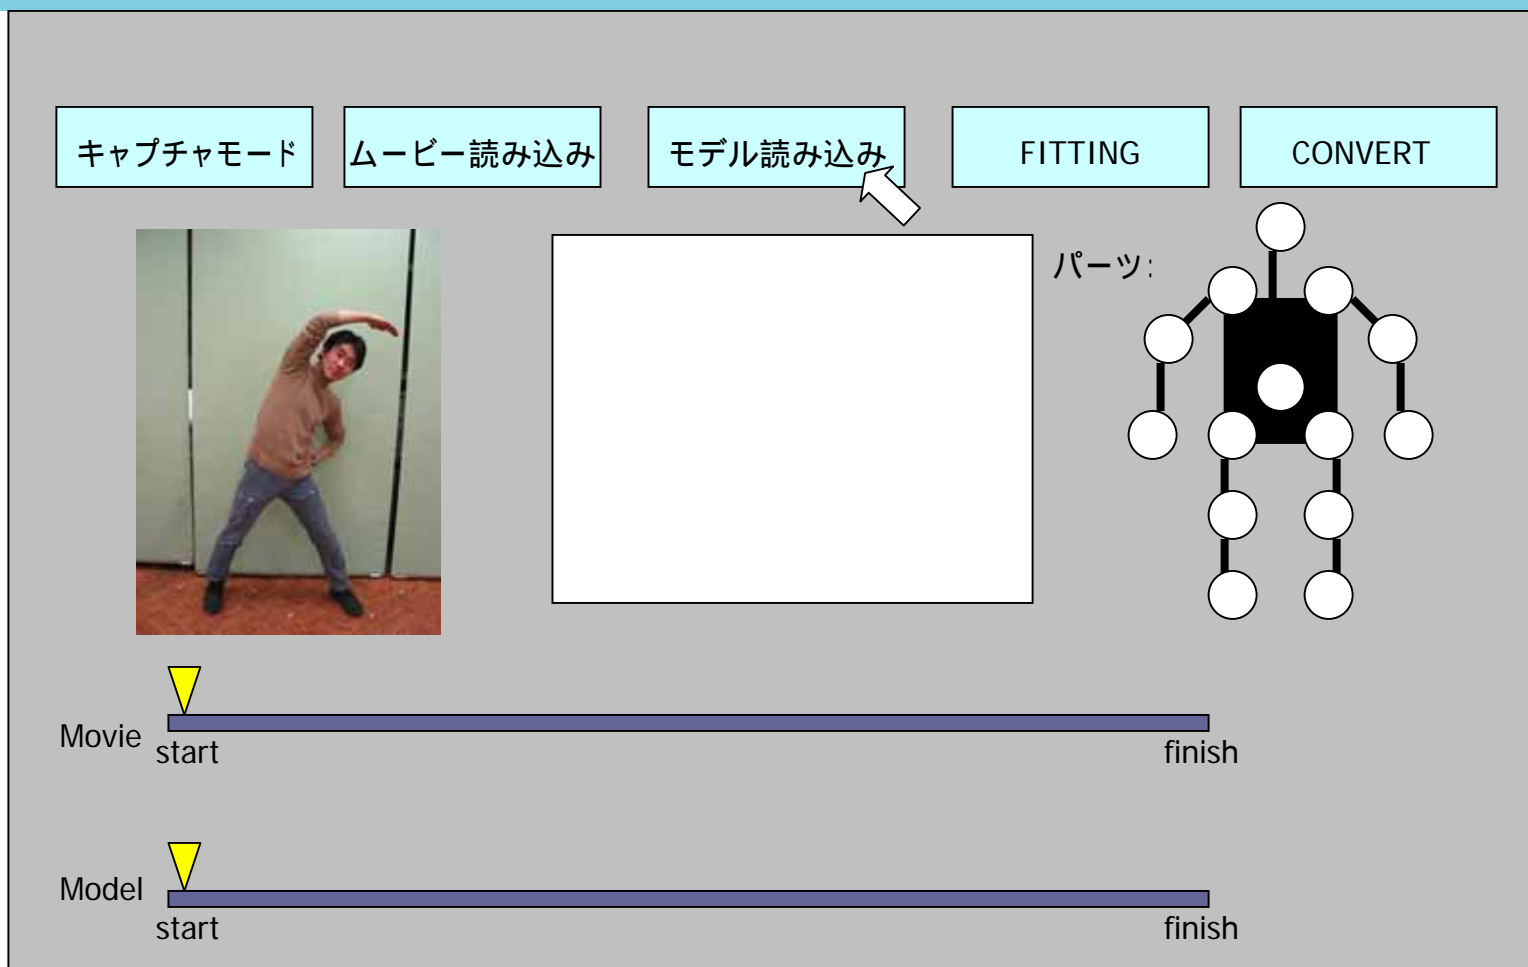 キャプチャモード
ムービー読み込み
モデル読み込み
FITTING
CONVERT
パーツ:
Movie
start
finish
Model
start
finish